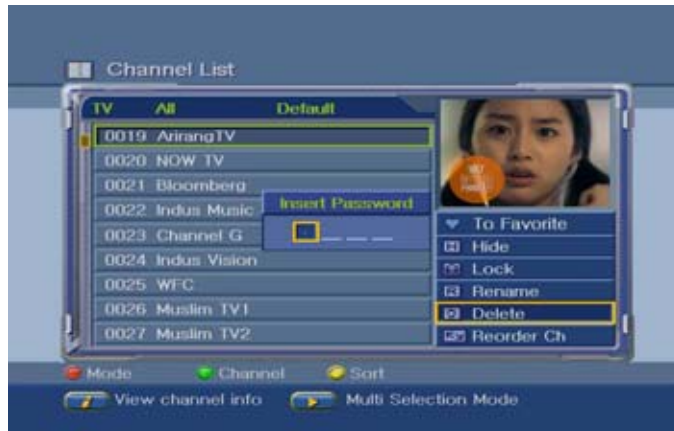 Channel List
TV All Default
0019 ArirangTV
0020 NOW TV
0021 Bloomberg
0022 Indus Music
0023 Channel G
0024 Indus Vision
0025 WFC
0026 Muslim TV1
0027 Muslim TV2
Insert Password
To Favorite
Hide
Lock
Rename
Delete
Reorder Ch
Mode Channel Sort
View channel info Multi Selection Mode